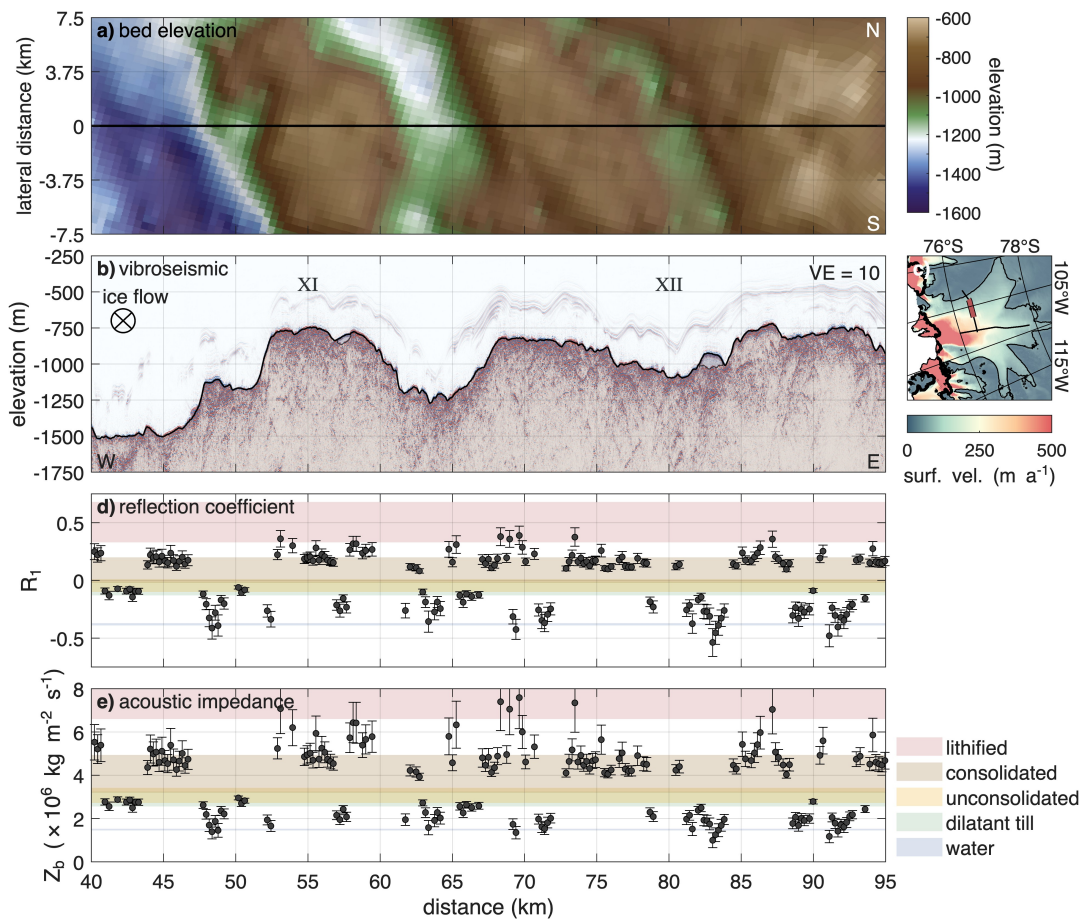 a) bed elevation
N
S
7.5
3.75
0
-3.75
-7.5
lateral distance (km)
-600
-800
-1000
-1200
-1400
-1600
elevation (m)
b) vibroseismic
VE = 10
ice flow
XI
XII
W
E
-250
-500
-750
-1000
-1250
-1500
-1750
elevation (m)
76°S 78°S
c)
105°W
115°W
0 250 500
surf. vel. (m a⁻¹)
d) reflection coefficient
0.5
0
-0.5
R₁
e) acoustic impedance
8
6
4
2
0
Z_b ( × 10⁶ kg m⁻² s⁻¹)
40 45 50 55 60 65 70 75 80 85 90 95
distance (km)
lithified
consolidated
unconsolidated
dilatant till
water